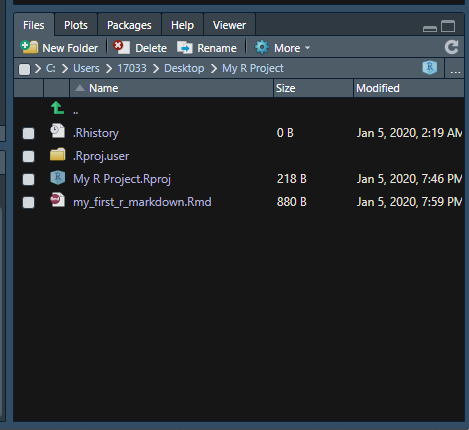 Files Plots Packages Help Viewer
New Folder Delete Rename More
C: Users 17033 Desktop My R Project R ...
Name Size Modified
..
.Rhistory 0 B Jan 5, 2020, 2:19 AM
.Rproj.user
R My R Project.Rproj 218 B Jan 5, 2020, 7:46 PM
my_first_r_markdown.Rmd 880 B Jan 5, 2020, 7:59 PM